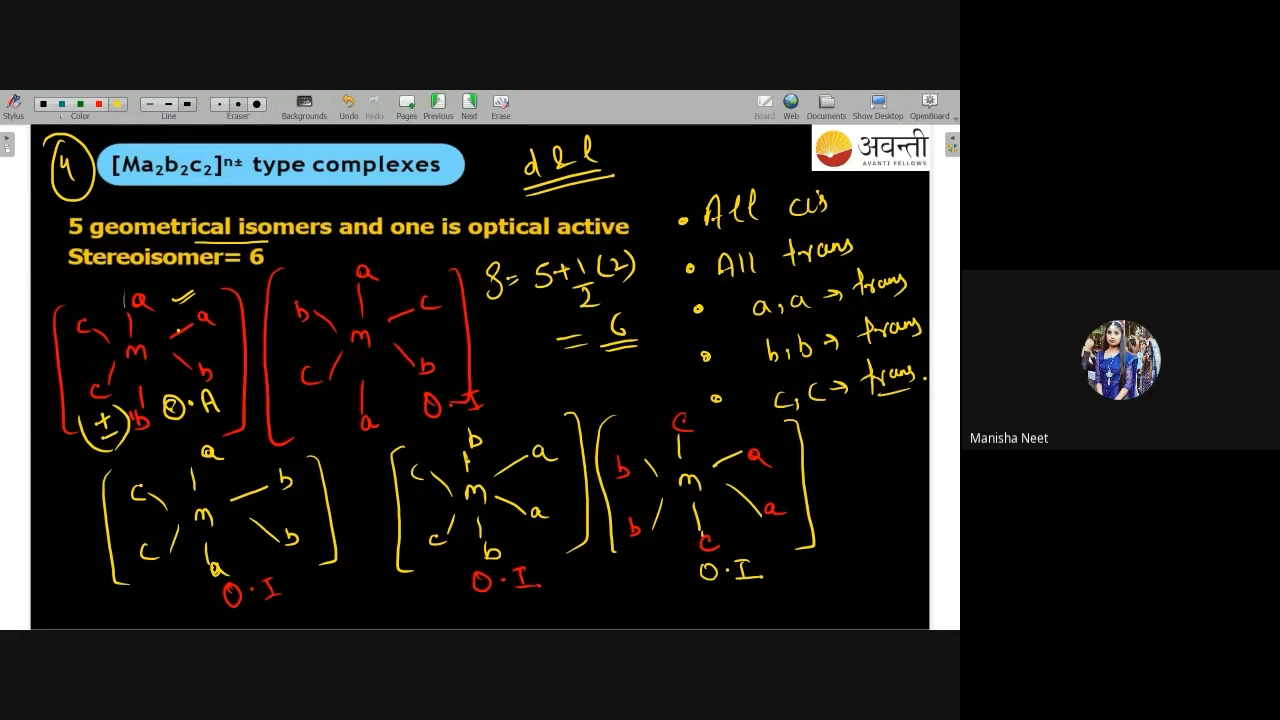 Stylus
Color
Line
Eraser
Backgrounds
Undo
Redo
Pages
Previous
Next
Erase
Board
Web
Documents
Show Desktop
OpenBoard
4
[Ma₂b₂c₂]ⁿ± type complexes
d & l
अवन्ती
AVANTI FELLOWS
5 geometrical isomers and one is optical active
Stereoisomer= 6
S = 5 + 1/2 (2)
= 6
• All cis
• All trans
• a, a → trans
• b, b → trans
• c, c → trans.
a
c a
m
c b
b
±
O·A
a
b c
m
c b
a
O·I
a
c b
m
c b
a
O·I
b
c a
m
c a
b
O·I
c
b a
m
b a
c
O·I
Manisha Neet